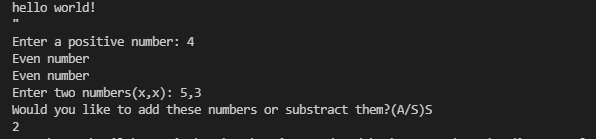 hello world!
"
Enter a positive number: 4
Even number
Even number
Enter two numbers(x,x): 5,3
Would you like to add these numbers or substract them?(A/S)S
2